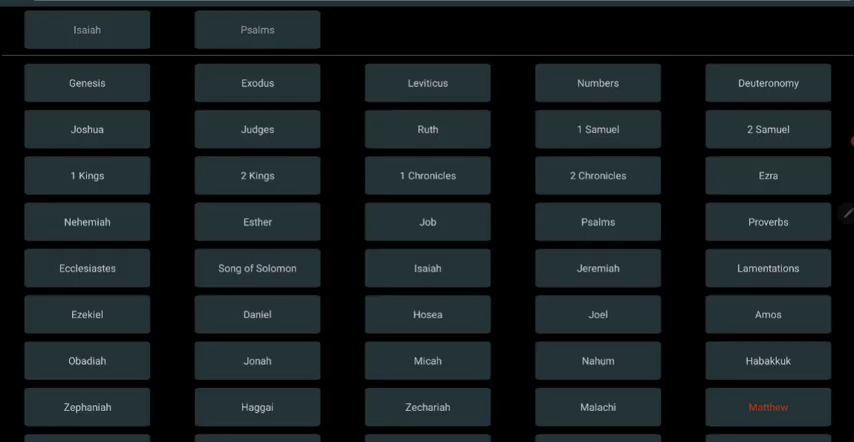 Isaiah Psalms
Genesis Exodus Leviticus Numbers Deuteronomy
Joshua Judges Ruth 1 Samuel 2 Samuel
1 Kings 2 Kings 1 Chronicles 2 Chronicles Ezra
Nehemiah Esther Job Psalms Proverbs
Ecclesiastes Song of Solomon Isaiah Jeremiah Lamentations
Ezekiel Daniel Hosea Joel Amos
Obadiah Jonah Micah Nahum Habakkuk
Zephaniah Haggai Zechariah Malachi Matthew